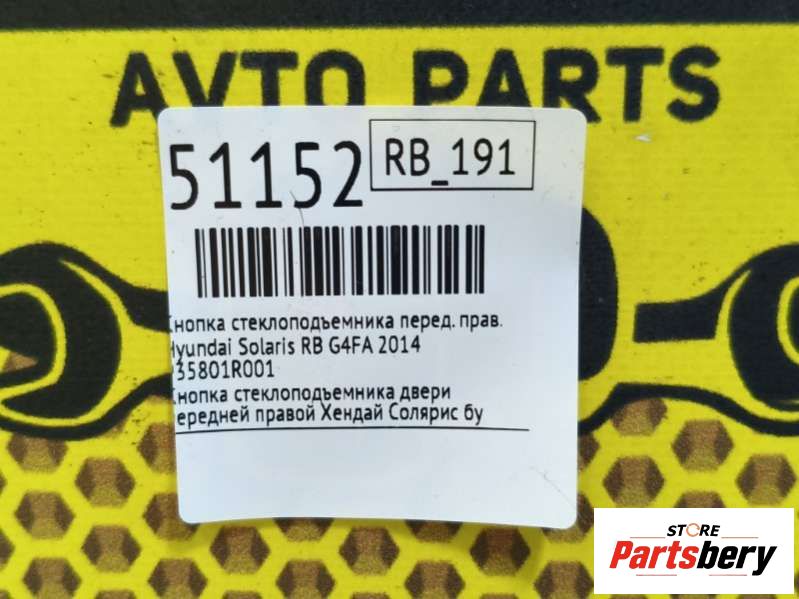 AVTO PARTS
51152
RB_191
Кнопка стеклоподъемника перед. прав.
Hyundai Solaris RB G4FA 2014
935801R001
Кнопка стеклоподъемника двери
передней правой Хендай Солярис бу
STORE
Partsbery